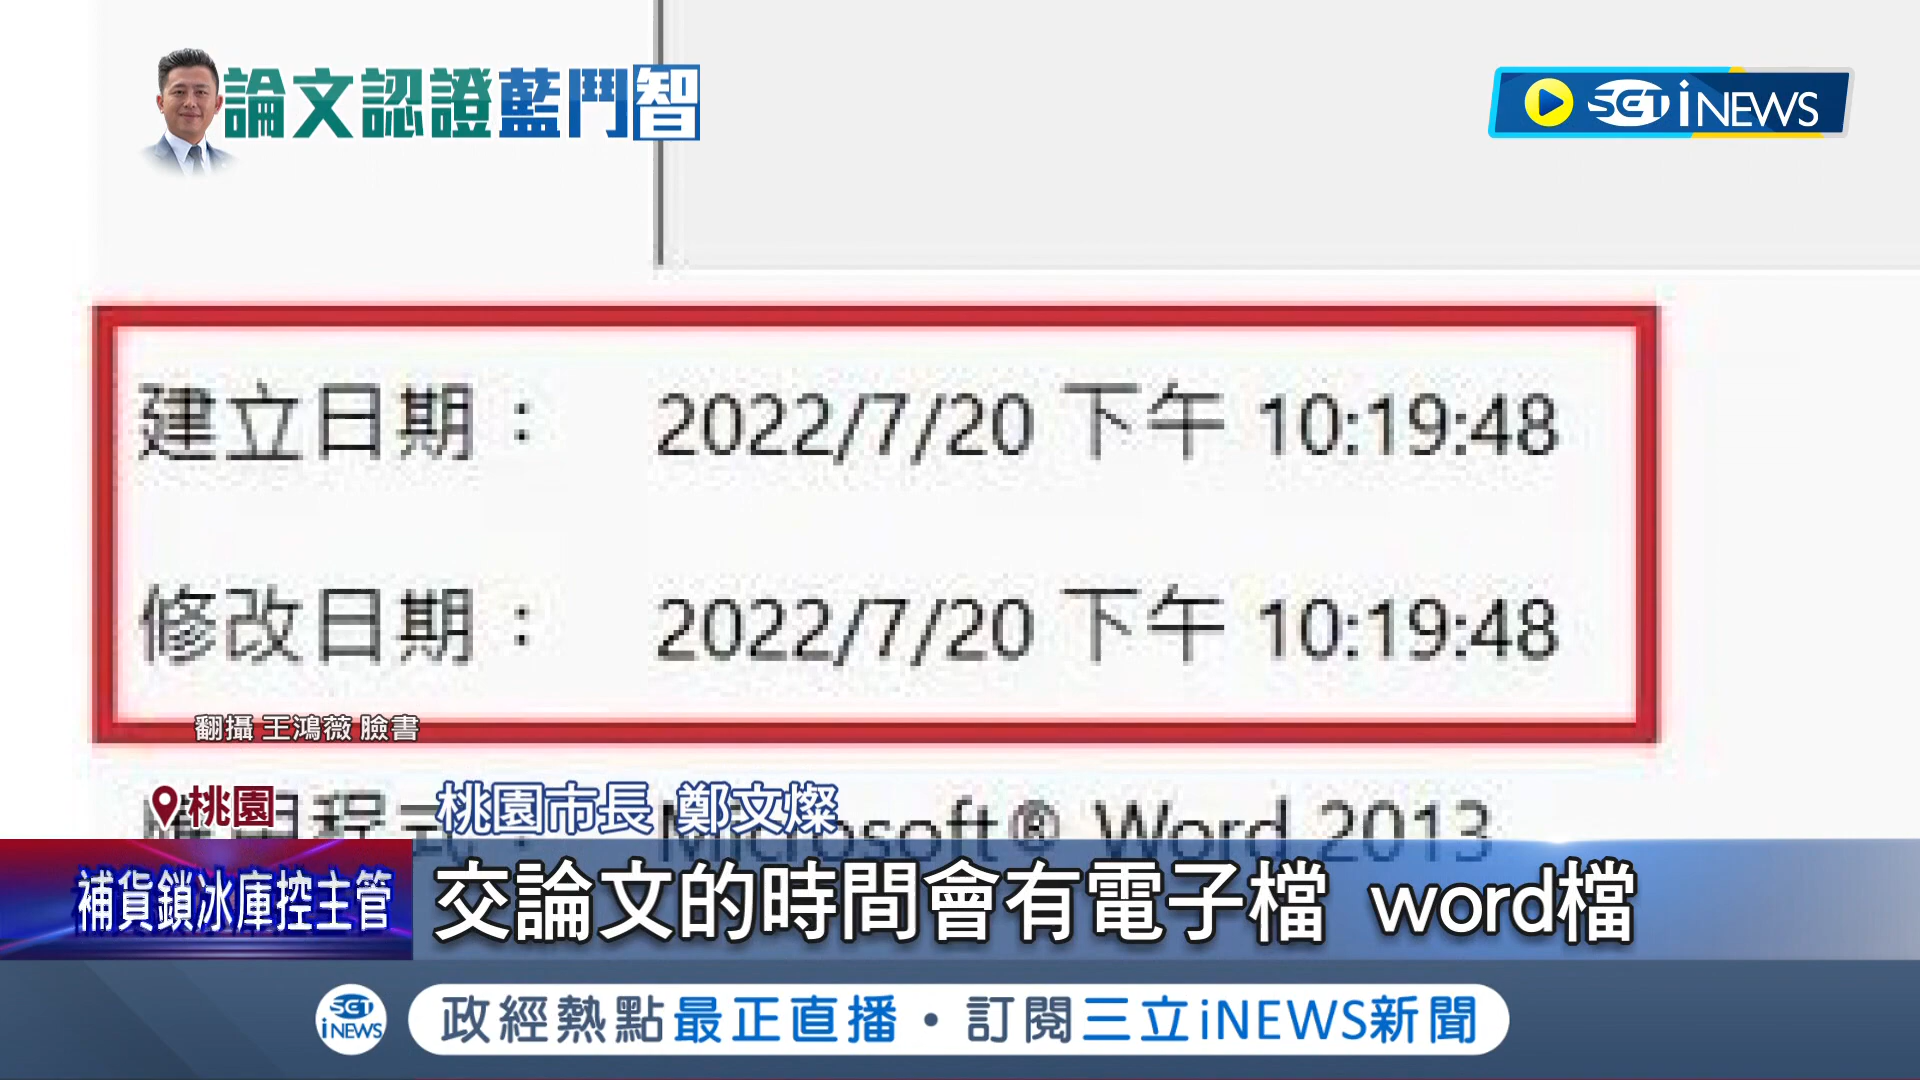 論文認證藍鬥智
SET iNEWS
建立日期： 2022/7/20 下午 10:19:48
修改日期： 2022/7/20 下午 10:19:48
翻攝 王鴻薇 臉書
應用程式： Microsoft® Word 2013
桃園
桃園市長 鄭文燦
補貨鎖冰庫控主管
交論文的時間會有電子檔 word檔
SET iNEWS
政經熱點最正直播・訂閱三立iNEWS新聞